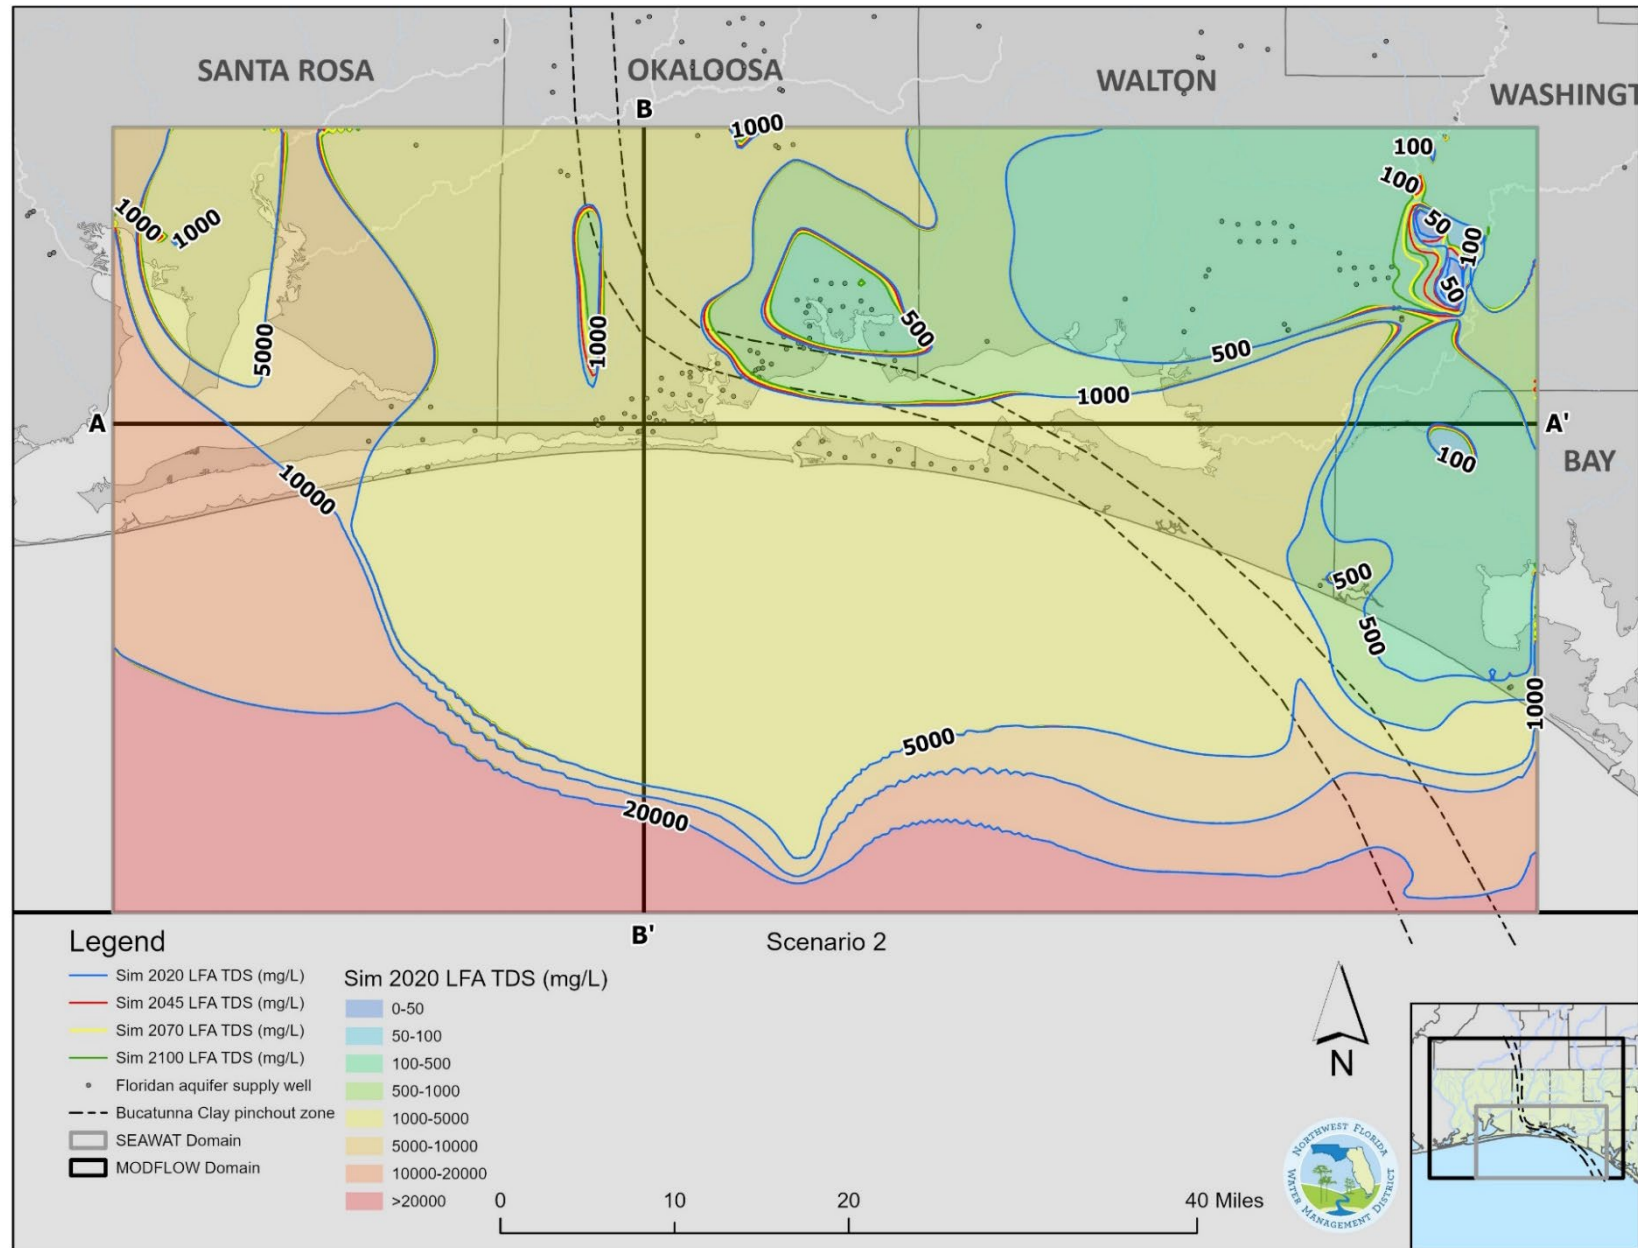 SANTA ROSA
OKALOOSA
WALTON
WASHINGT
B
1000
100
100
1000
1000
50
100
50
5000
1000
500
500
1000
A
A'
100
BAY
10000
500
500
5000
1000
20000
B'
Scenario 2
Legend
Sim 2020 LFA TDS (mg/L)
Sim 2045 LFA TDS (mg/L)
Sim 2070 LFA TDS (mg/L)
Sim 2100 LFA TDS (mg/L)
Floridan aquifer supply well
Bucatunna Clay pinchout zone
SEAWAT Domain
MODFLOW Domain
Sim 2020 LFA TDS (mg/L)
0-50
50-100
100-500
500-1000
1000-5000
5000-10000
10000-20000
>20000
0 10 20 40 Miles
N
NORTHWEST FLORIDA
WATER MANAGEMENT DISTRICT